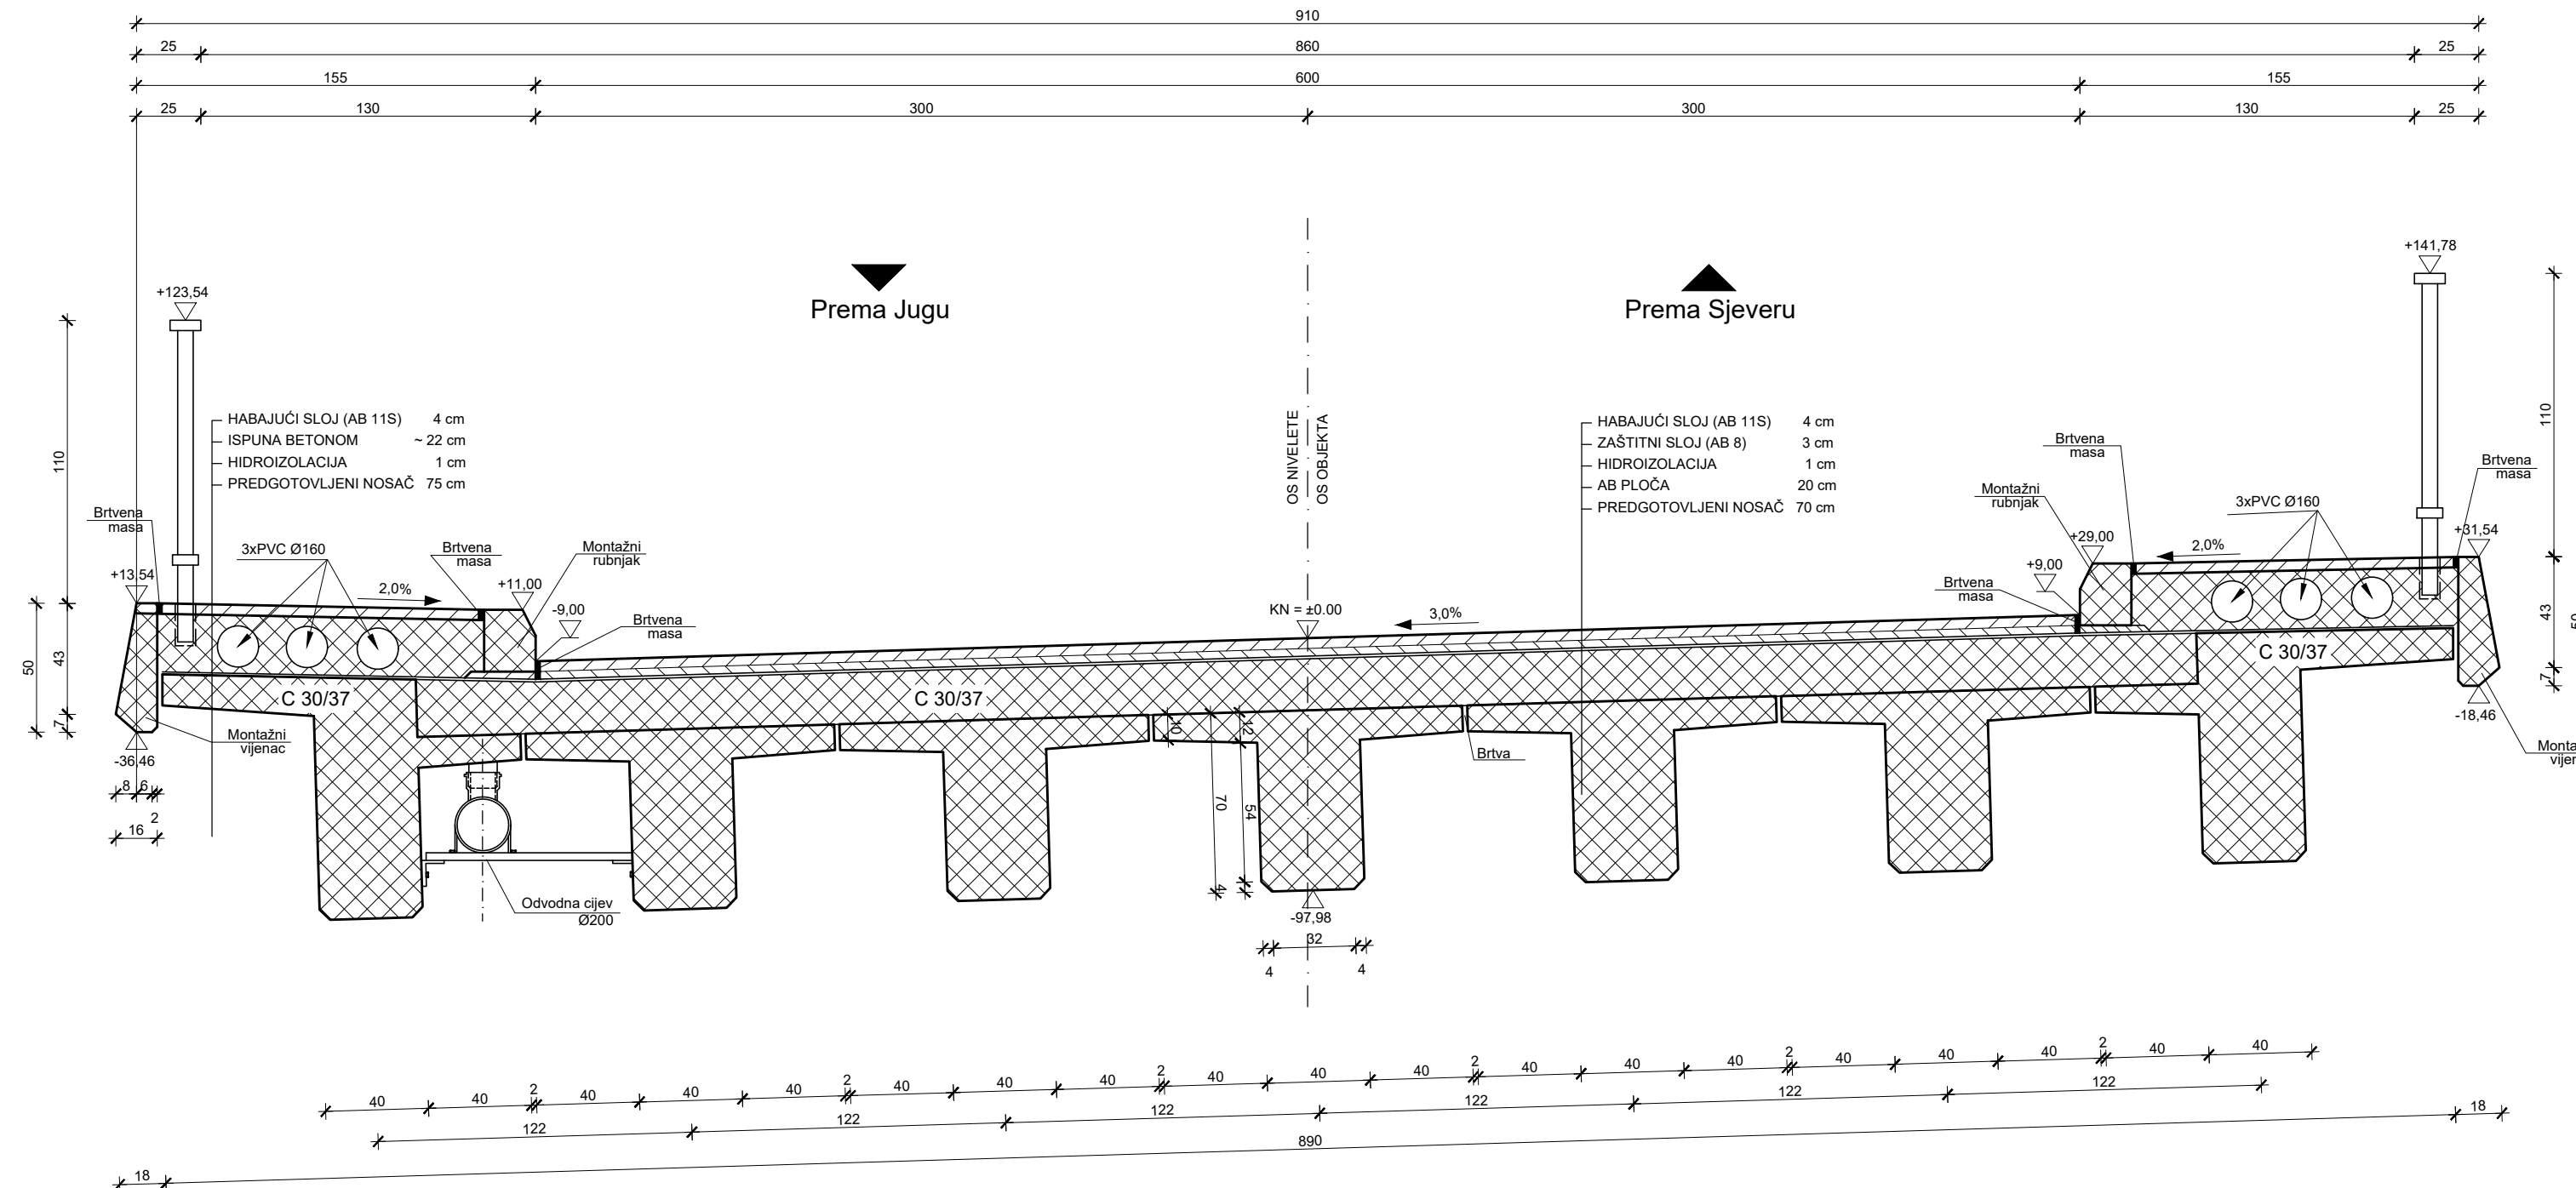 910
25 860 25
155 600 155
25 130 300 300 130 25
+141,78
+123,54
Prema Jugu
Prema Sjeveru
OS NIVELETE
OS OBJEKTA
HABAJUĆI SLOJ (AB 11S) 4 cm
ISPUNA BETONOM ~ 22 cm
HIDROIZOLACIJA 1 cm
PREDGOTOVLJENI NOSAČ 75 cm
HABAJUĆI SLOJ (AB 11S) 4 cm
ZAŠTITNI SLOJ (AB 8) 3 cm
HIDROIZOLACIJA 1 cm
AB PLOČA 20 cm
PREDGOTOVLJENI NOSAČ 70 cm
110
43
7
50
Brtvena
masa
3xPVC Ø160
Brtvena
masa
Montažni
rubnjak
+13,54
2,0%
+11,00
-9,00
Brtvena
masa
KN = ±0.00
3,0%
Brtvena
masa
Montažni
rubnjak
3xPVC Ø160
Brtvena
masa
+29,00
2,0%
+31,54
+9,00
Brtvena
masa
110
43
7
C 30/37
C 30/37
C 30/37
Montažni
vijenac
-36,46
8 6
2
16
-18,46
10
12
70
54
4
Brtva
Odvodna cijev
Ø200
-97,98
32
4 4
40 40 2 40 40 40 2 40 40 40 2 40 40 40 2 40 40 40 2 40 40 40 2 40 40
122 122 122 122 122 122
18 890 18